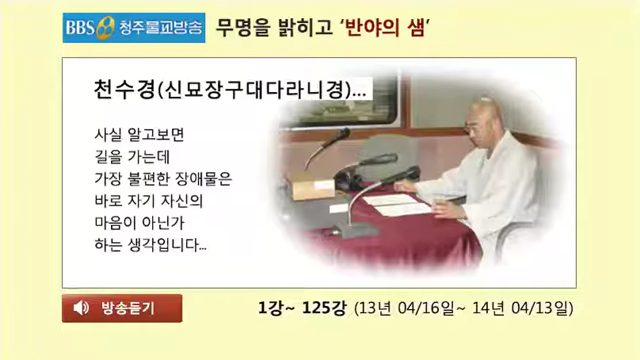 BBS 청주불교방송 무명을 밝히고 ‘반야의 샘’
천수경(신묘장구대다라니경)...
사실 알고보면
길을 가는데
가장 불편한 장애물은
바로 자기 자신의
마음이 아닌가
하는 생각입니다...
방송듣기 1강~ 125강 (13년 04/16일~ 14년 04/13일)